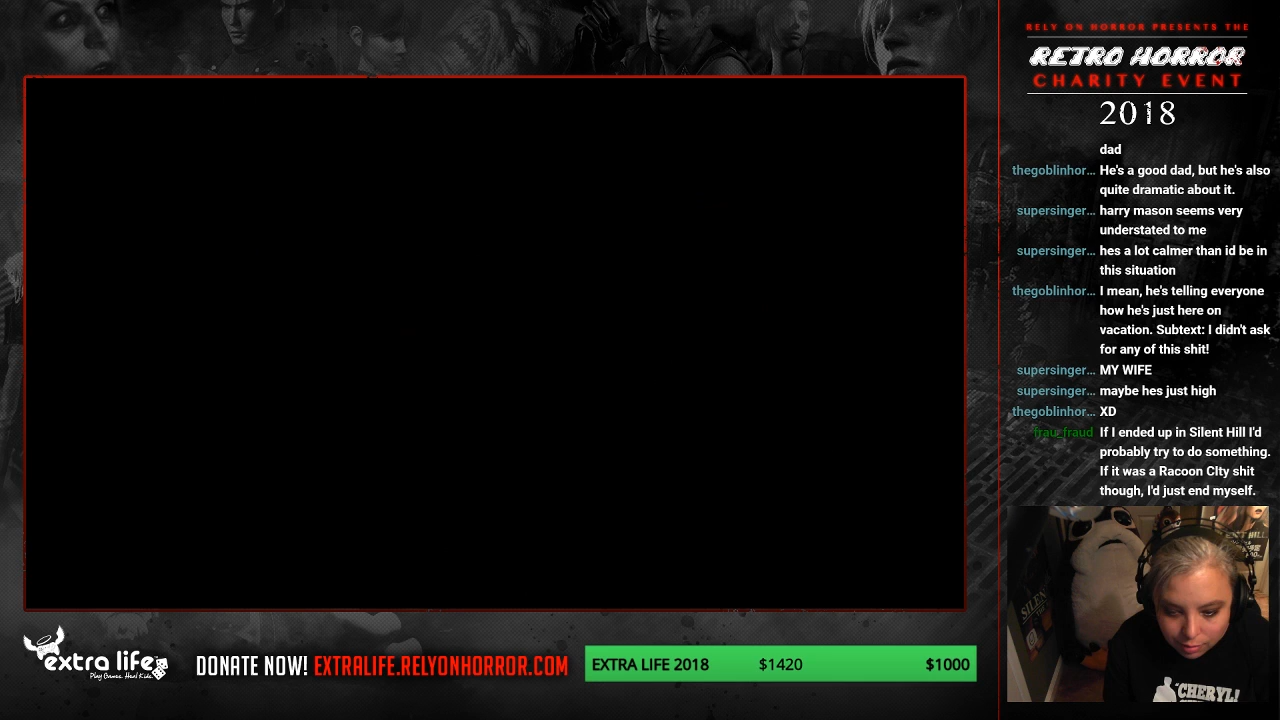 RELY ON HORROR PRESENTS THE
RETRO HORROR
CHARITY EVENT
2018
dad
thegoblinhor... He's a good dad, but he's also
quite dramatic about it.
supersinger... harry mason seems very
understated to me
supersinger... hes a lot calmer than id be in
this situation
thegoblinhor... I mean, he's telling everyone
how he's just here on
vacation. Subtext: I didn't ask
for any of this shit!
supersinger... MY WIFE
supersinger... maybe hes just high
thegoblinhor... XD
frau_fraud If I ended up in Silent Hill I'd
probably try to do something.
If it was a Racoon CIty shit
though, I'd just end myself.
SILENT
CHERYL!
extra life
Play Games. Heal Kids.
DONATE NOW! EXTRALIFE.RELYONHORROR.COM
EXTRA LIFE 2018 $1420 $1000